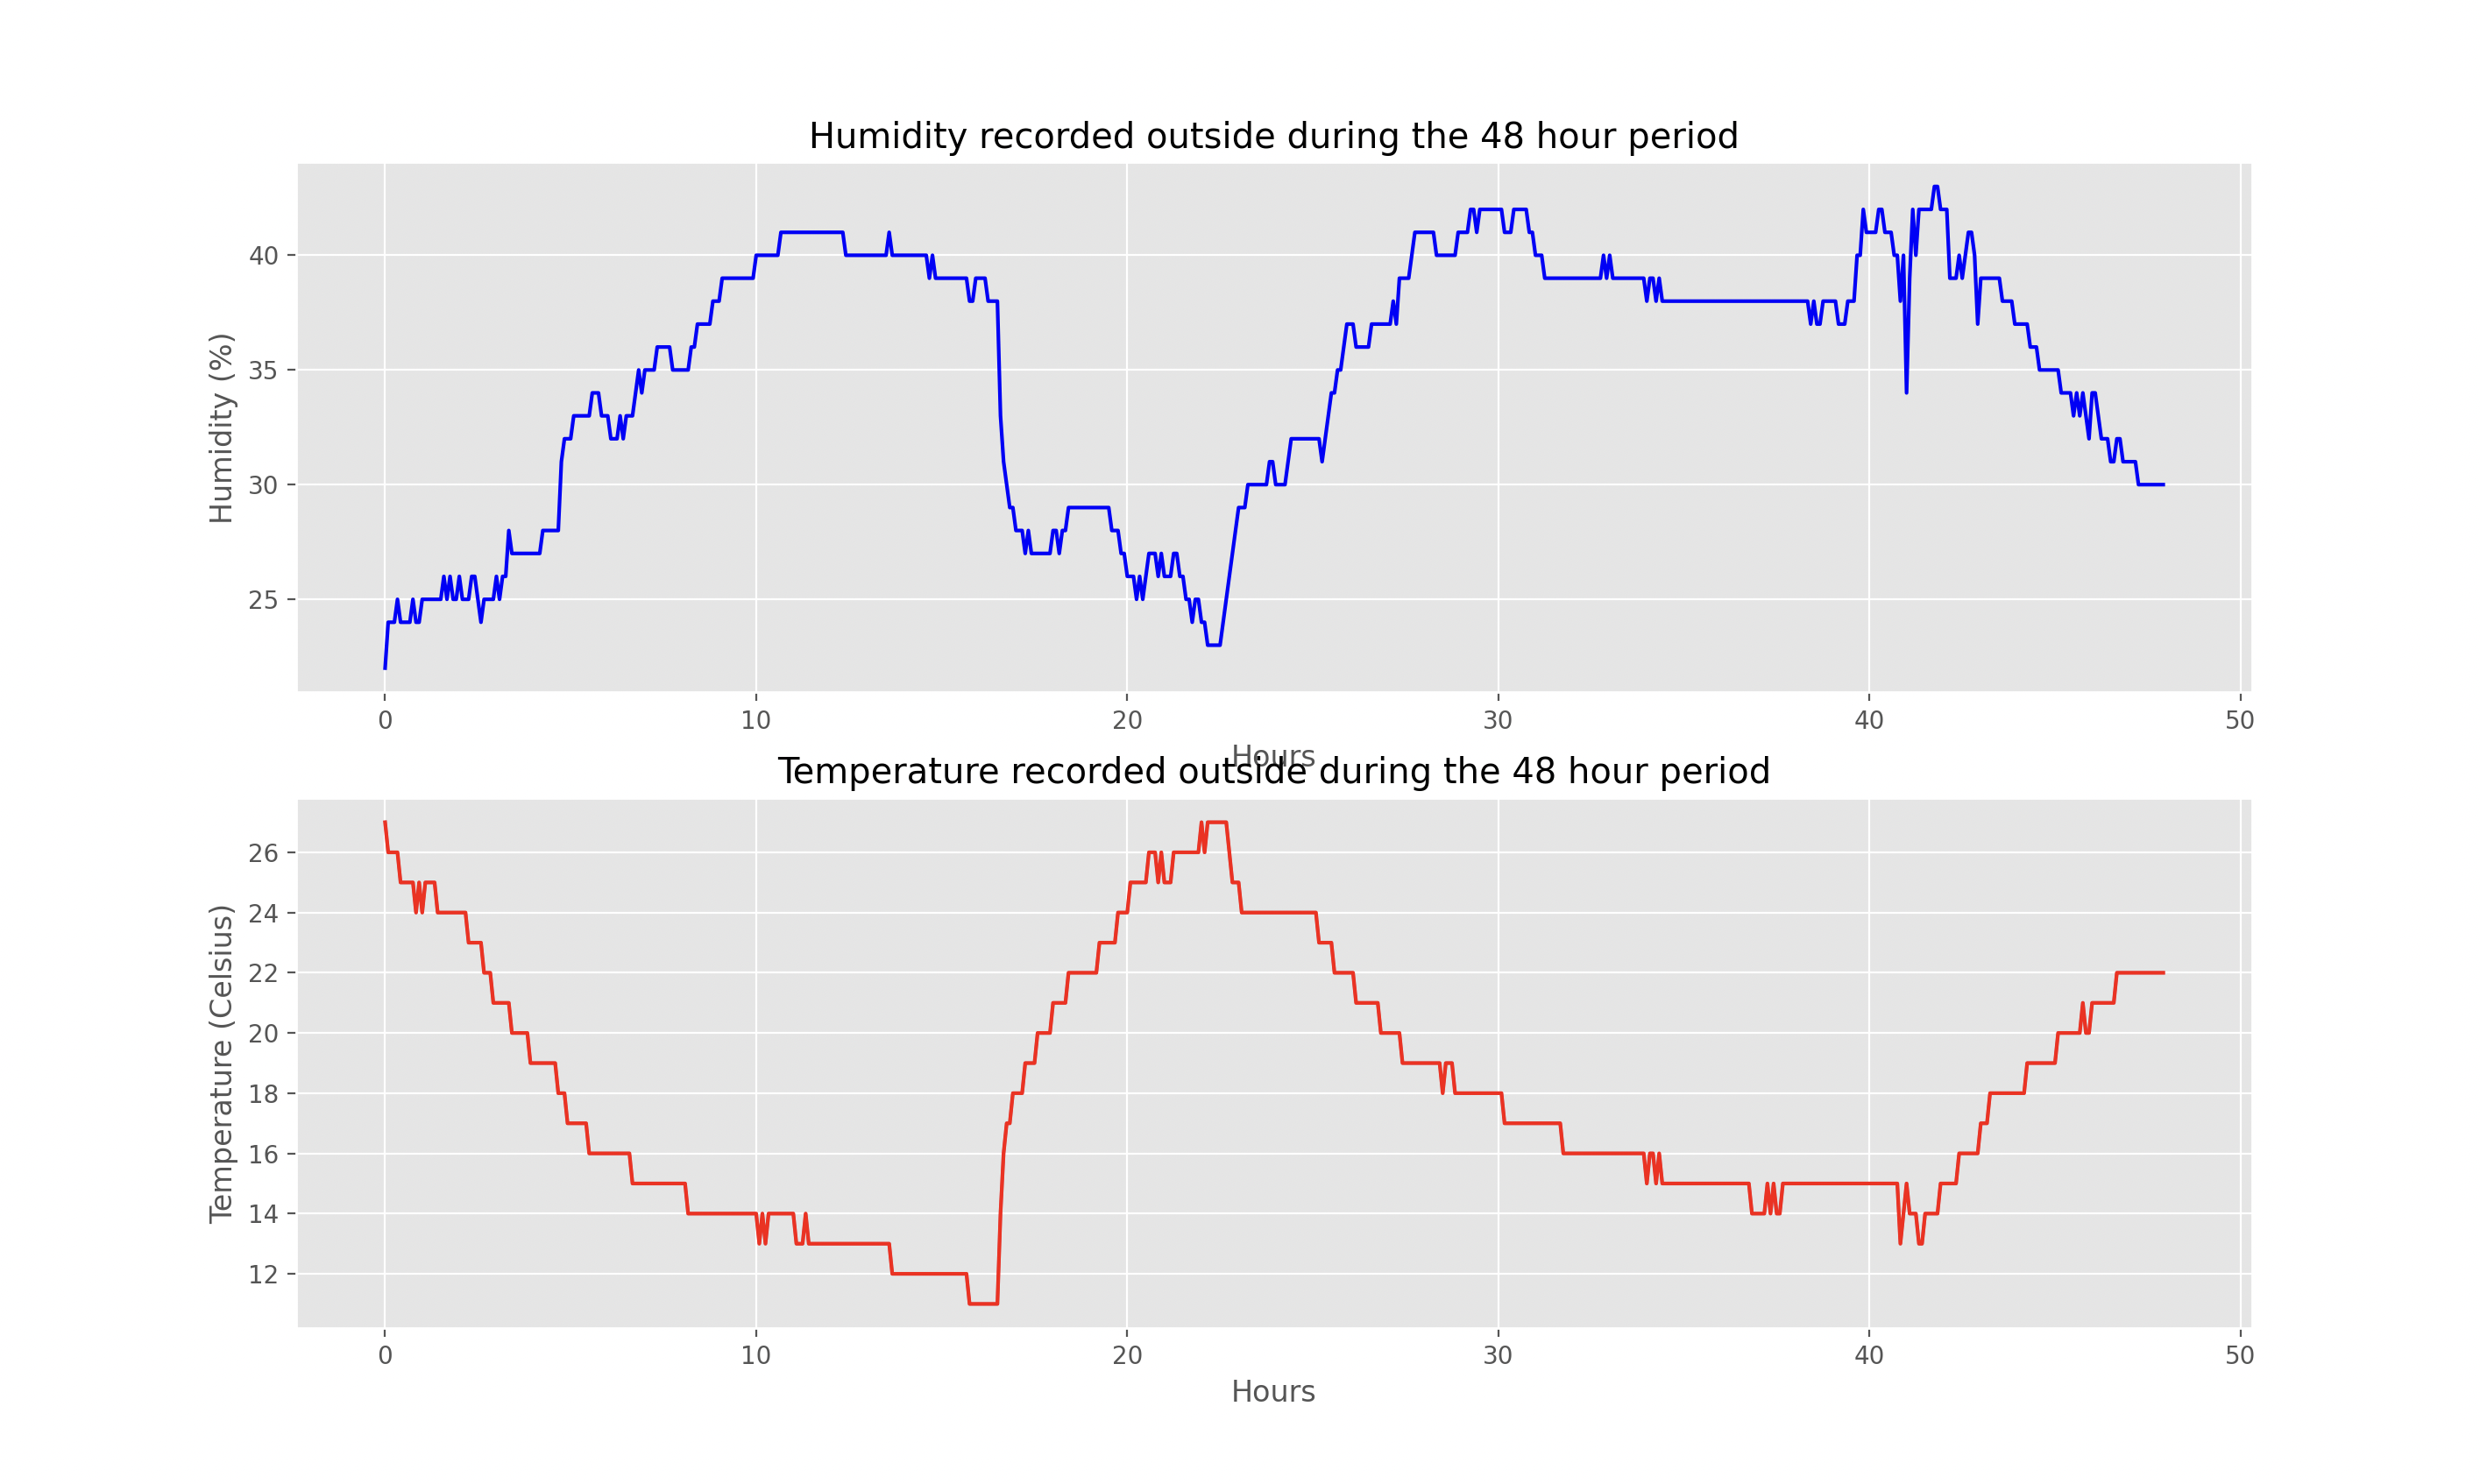 Humidity recorded outside during the 48 hour period
Humidity (%)
40
35
30
25
0 10 20 30 40 50
Hours
Temperature recorded outside during the 48 hour period
Temperature (Celsius)
26
24
22
20
18
16
14
12
0 10 20 30 40 50
Hours